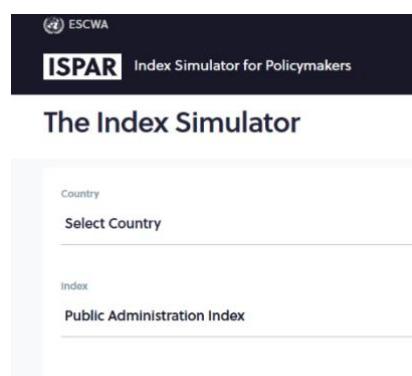 ESCWA
ISPAR Index Simulator for Policymakers
The Index Simulator
Country
Select Country
Index
Public Administration Index